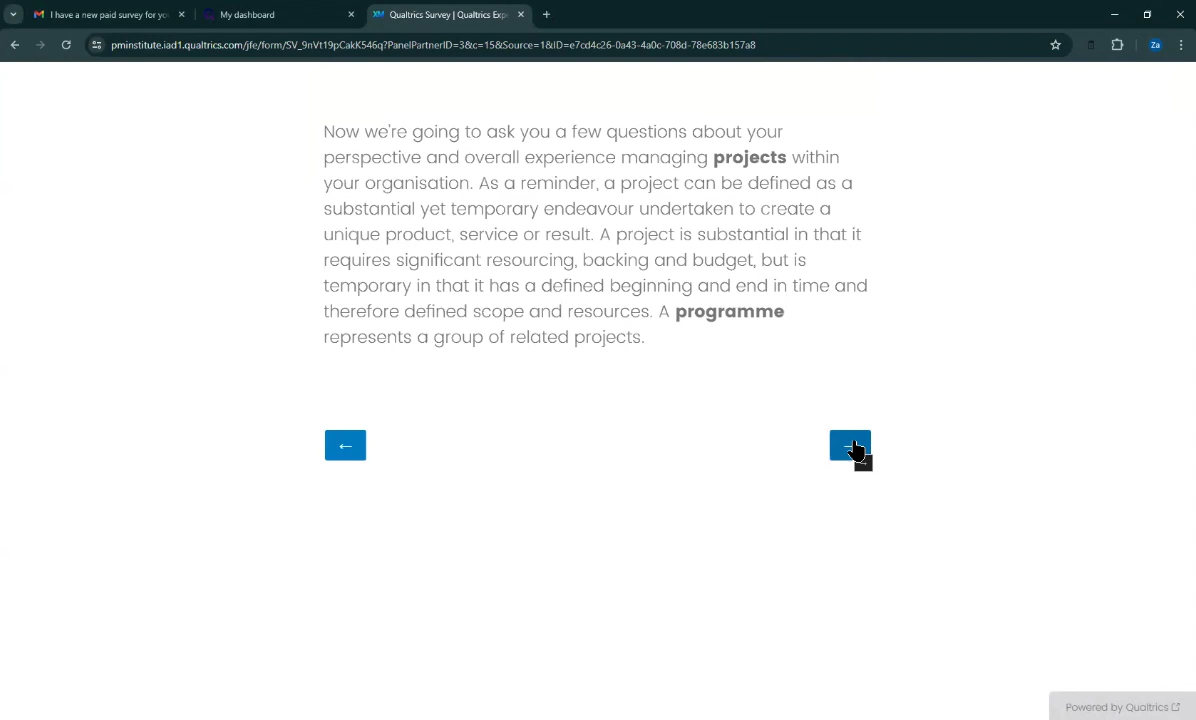 I have a new paid survey for yo
My dashboard
XM Qualtrics Survey | Qualtrics Exp
pminstitute.iad1.qualtrics.com/jfe/form/SV_9nVt19pCakK546q?PanelPartnerID=3&c=15&Source=1&ID=e7cd4c26-0a43-4a0c-708d-78e683b157a8
Za
Now we're going to ask you a few questions about your
perspective and overall experience managing projects within
your organisation. As a reminder, a project can be defined as a
substantial yet temporary endeavour undertaken to create a
unique product, service or result. A project is substantial in that it
requires significant resourcing, backing and budget, but is
temporary in that it has a defined beginning and end in time and
therefore defined scope and resources. A programme
represents a group of related projects.
←
Powered by Qualtrics